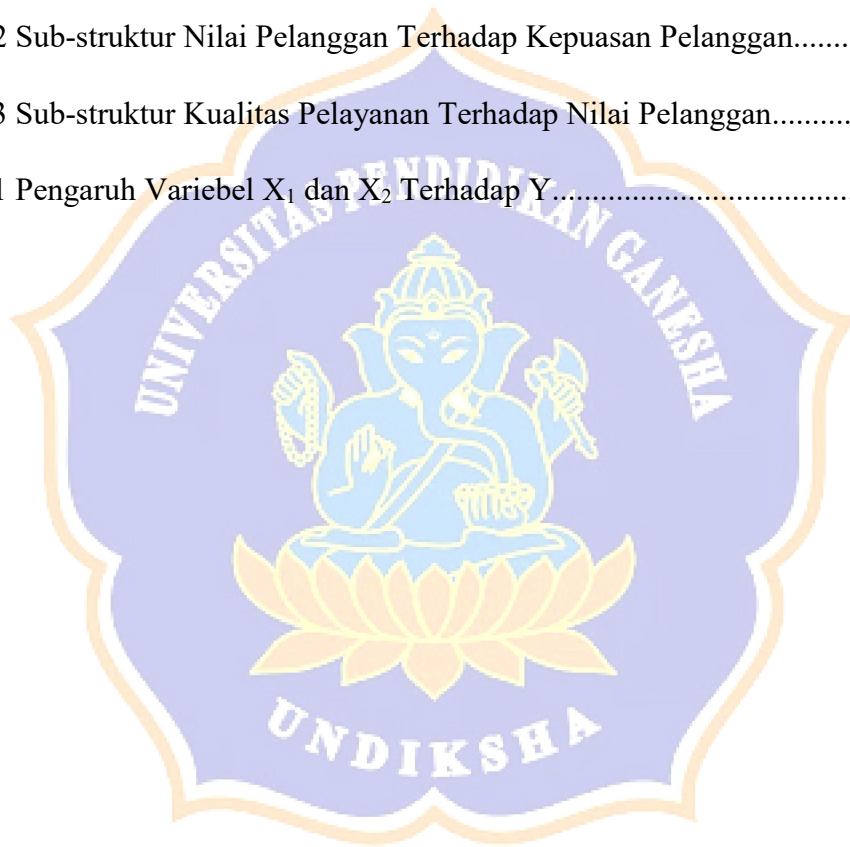 2 Sub-struktur Nilai Pelanggan Terhadap Kepuasan Pelanggan.......
3 Sub-struktur Kualitas Pelayanan Terhadap Nilai Pelanggan..........
1 Pengaruh Variebel X₁ dan X₂ Terhadap Y...................................
UNIVERSITAS PENDIDIKAN GANESHA
UNDIKSHA